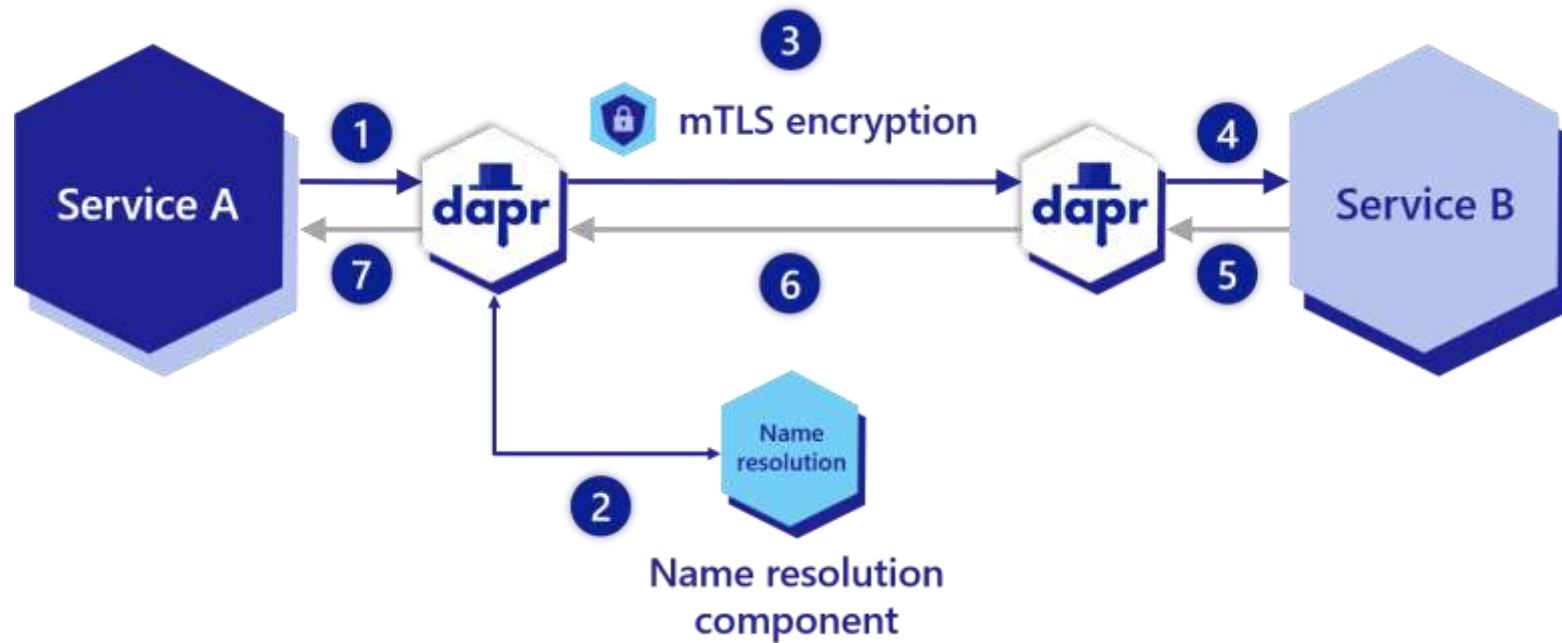 3
mTLS encryption
1
4
Service A
dapr
dapr
Service B
7
6
5
Name
resolution
2
Name resolution
component